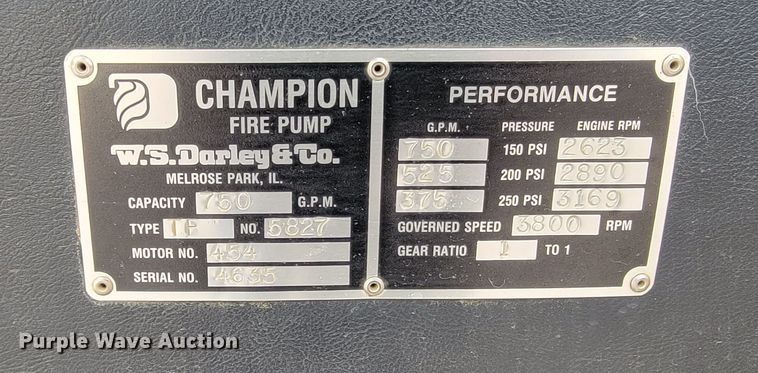 CHAMPION
FIRE PUMP
W.S. Darley & Co.
MELROSE PARK, IL.
CAPACITY 750 G.P.M.
TYPE NO. 5827
MOTOR NO. 454
SERIAL NO. 4635
PERFORMANCE
G.P.M. PRESSURE ENGINE RPM
750 150 PSI 2623
525 200 PSI 2890
375 250 PSI 3169
GOVERNED SPEED 3800 RPM
GEAR RATIO 1 TO 1
Purple Wave Auction